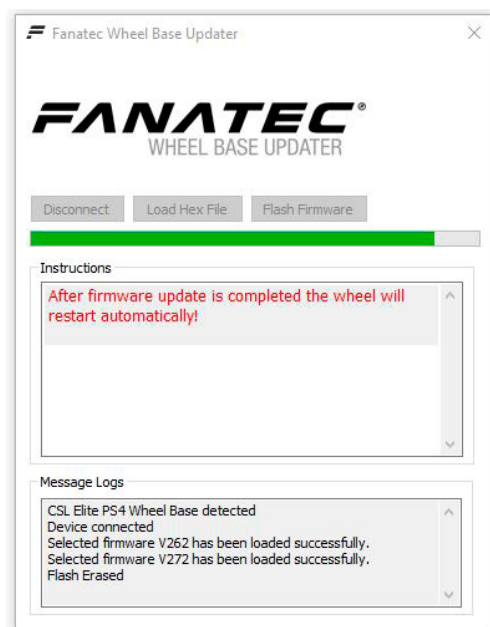 Fanatec Wheel Base Updater
FANATEC®
WHEEL BASE UPDATER
Disconnect
Load Hex File
Flash Firmware
Instructions
After firmware update is completed the wheel will
restart automatically!
Message Logs
CSL Elite PS4 Wheel Base detected
Device connected
Selected firmware V262 has been loaded successfully.
Selected firmware V272 has been loaded successfully.
Flash Erased